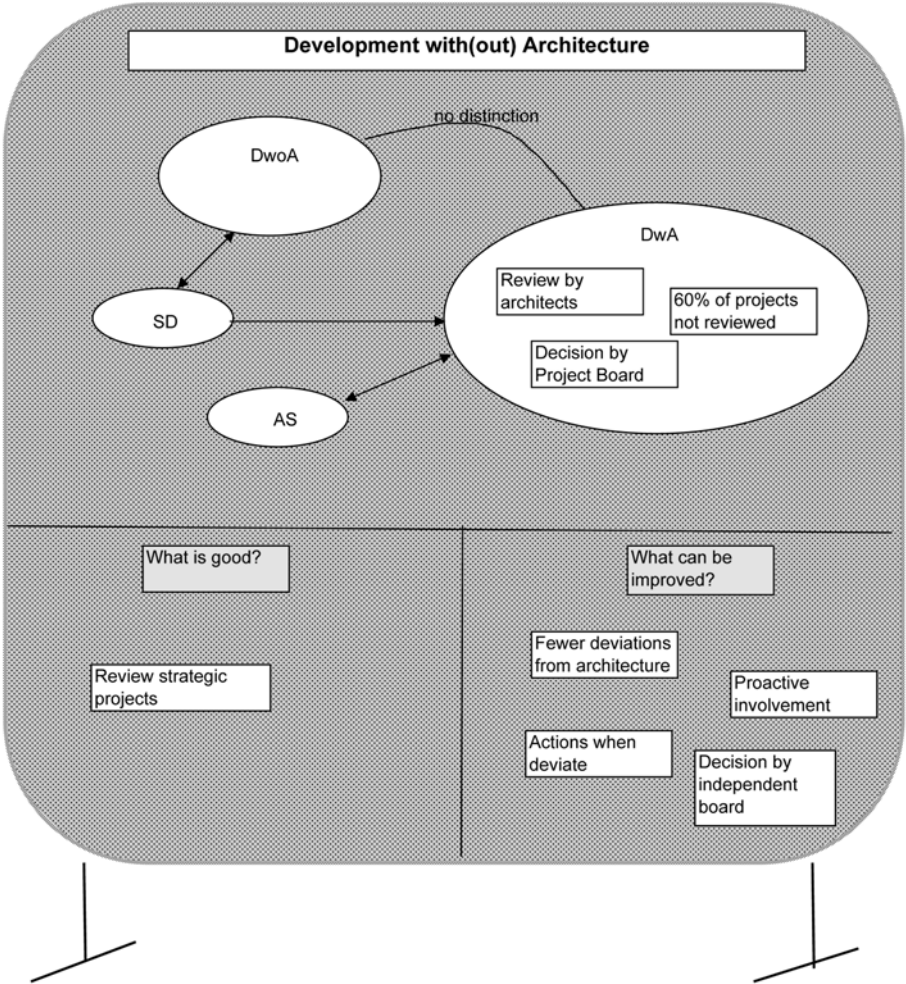 Development with(out) Architecture
no distinction
DwoA
DwA
Review by
architects
60% of projects
not reviewed
SD
Decision by
Project Board
AS
What is good?
What can be
improved?
Fewer deviations
from architecture
Review strategic
projects
Proactive
involvement
Actions when
deviate
Decision by
independent
board